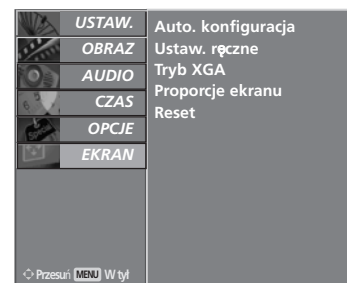 USTAW.
OBRAZ
AUDIO
CZAS
OPCJE
EKRAN
Auto. konfiguracja
Ustaw. ręczne
Tryb XGA
Proporcje ekranu
Reset
Przesuń MENU W tył